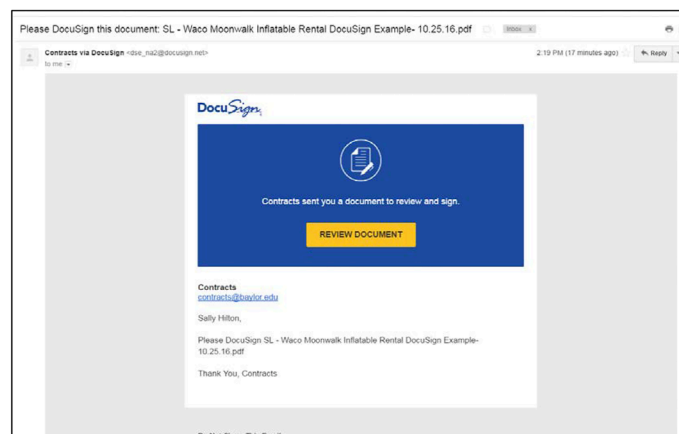 Please DocuSign this document: SL - Waco Moonwalk Inflatable Rental DocuSign Example- 10.25.16.pdf
Inbox x
Contracts via DocuSign <dse_na2@docusign.net>
2:19 PM (17 minutes ago)
Reply
to me
DocuSign
Contracts sent you a document to review and sign.
REVIEW DOCUMENT
Contracts
contracts@baylor.edu
Sally Hilton,
Please DocuSign SL - Waco Moonwalk Inflatable Rental DocuSign Example-
10.25.16.pdf
Thank You, Contracts